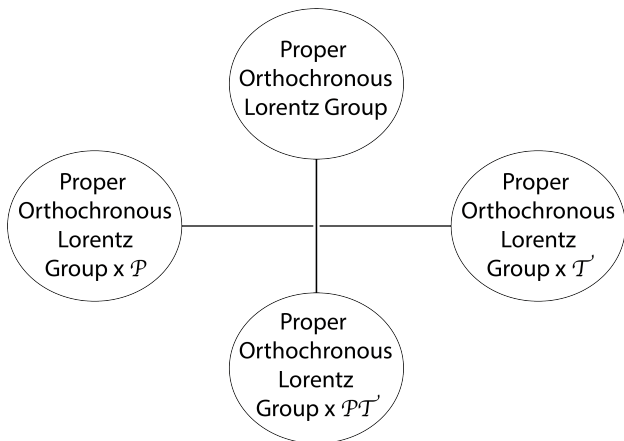 Proper
Orthochronous
Lorentz Group
Proper
Orthochronous
Lorentz
Group x 𝒫
Proper
Orthochronous
Lorentz
Group x 𝒯
Proper
Orthochronous
Lorentz
Group x 𝒫𝒯